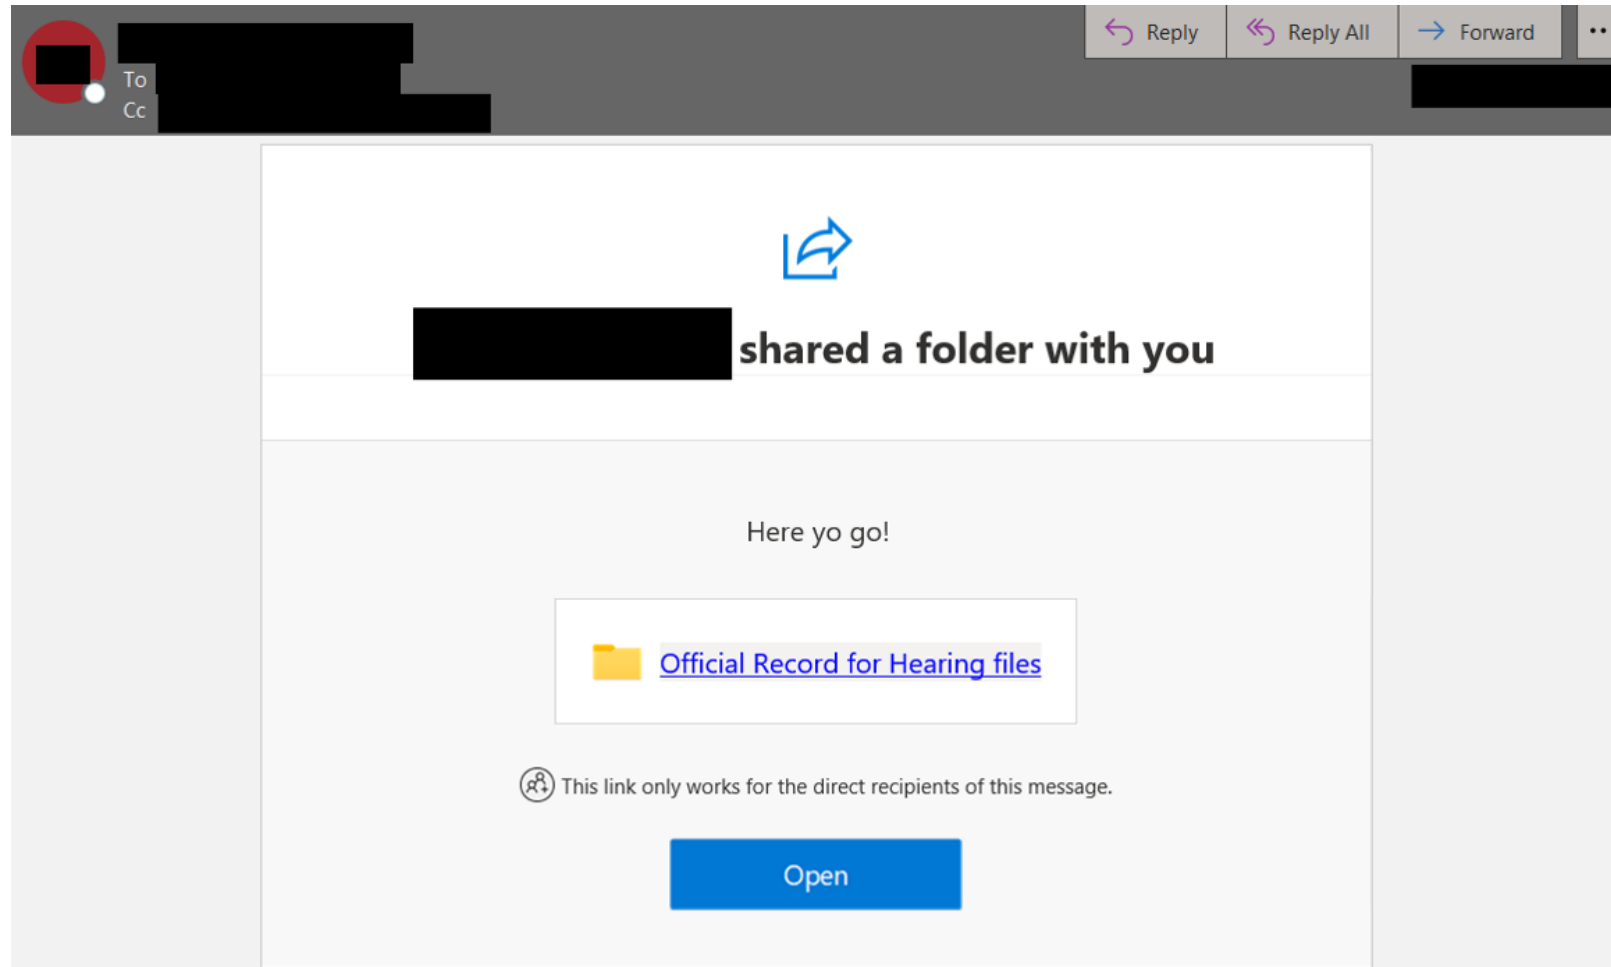 Reply
Reply All
Forward
To
Cc
shared a folder with you
Here yo go!
Official Record for Hearing files
This link only works for the direct recipients of this message.
Open